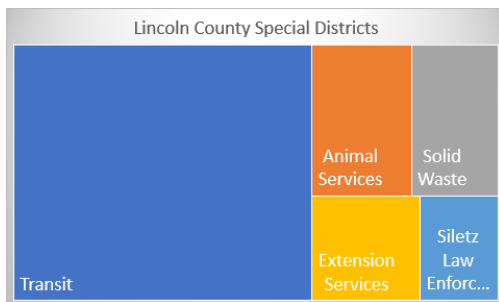 Lincoln County Special Districts
Animal
Services
Solid
Waste
Transit
Extension
Services
Siletz
Law
Enforc...